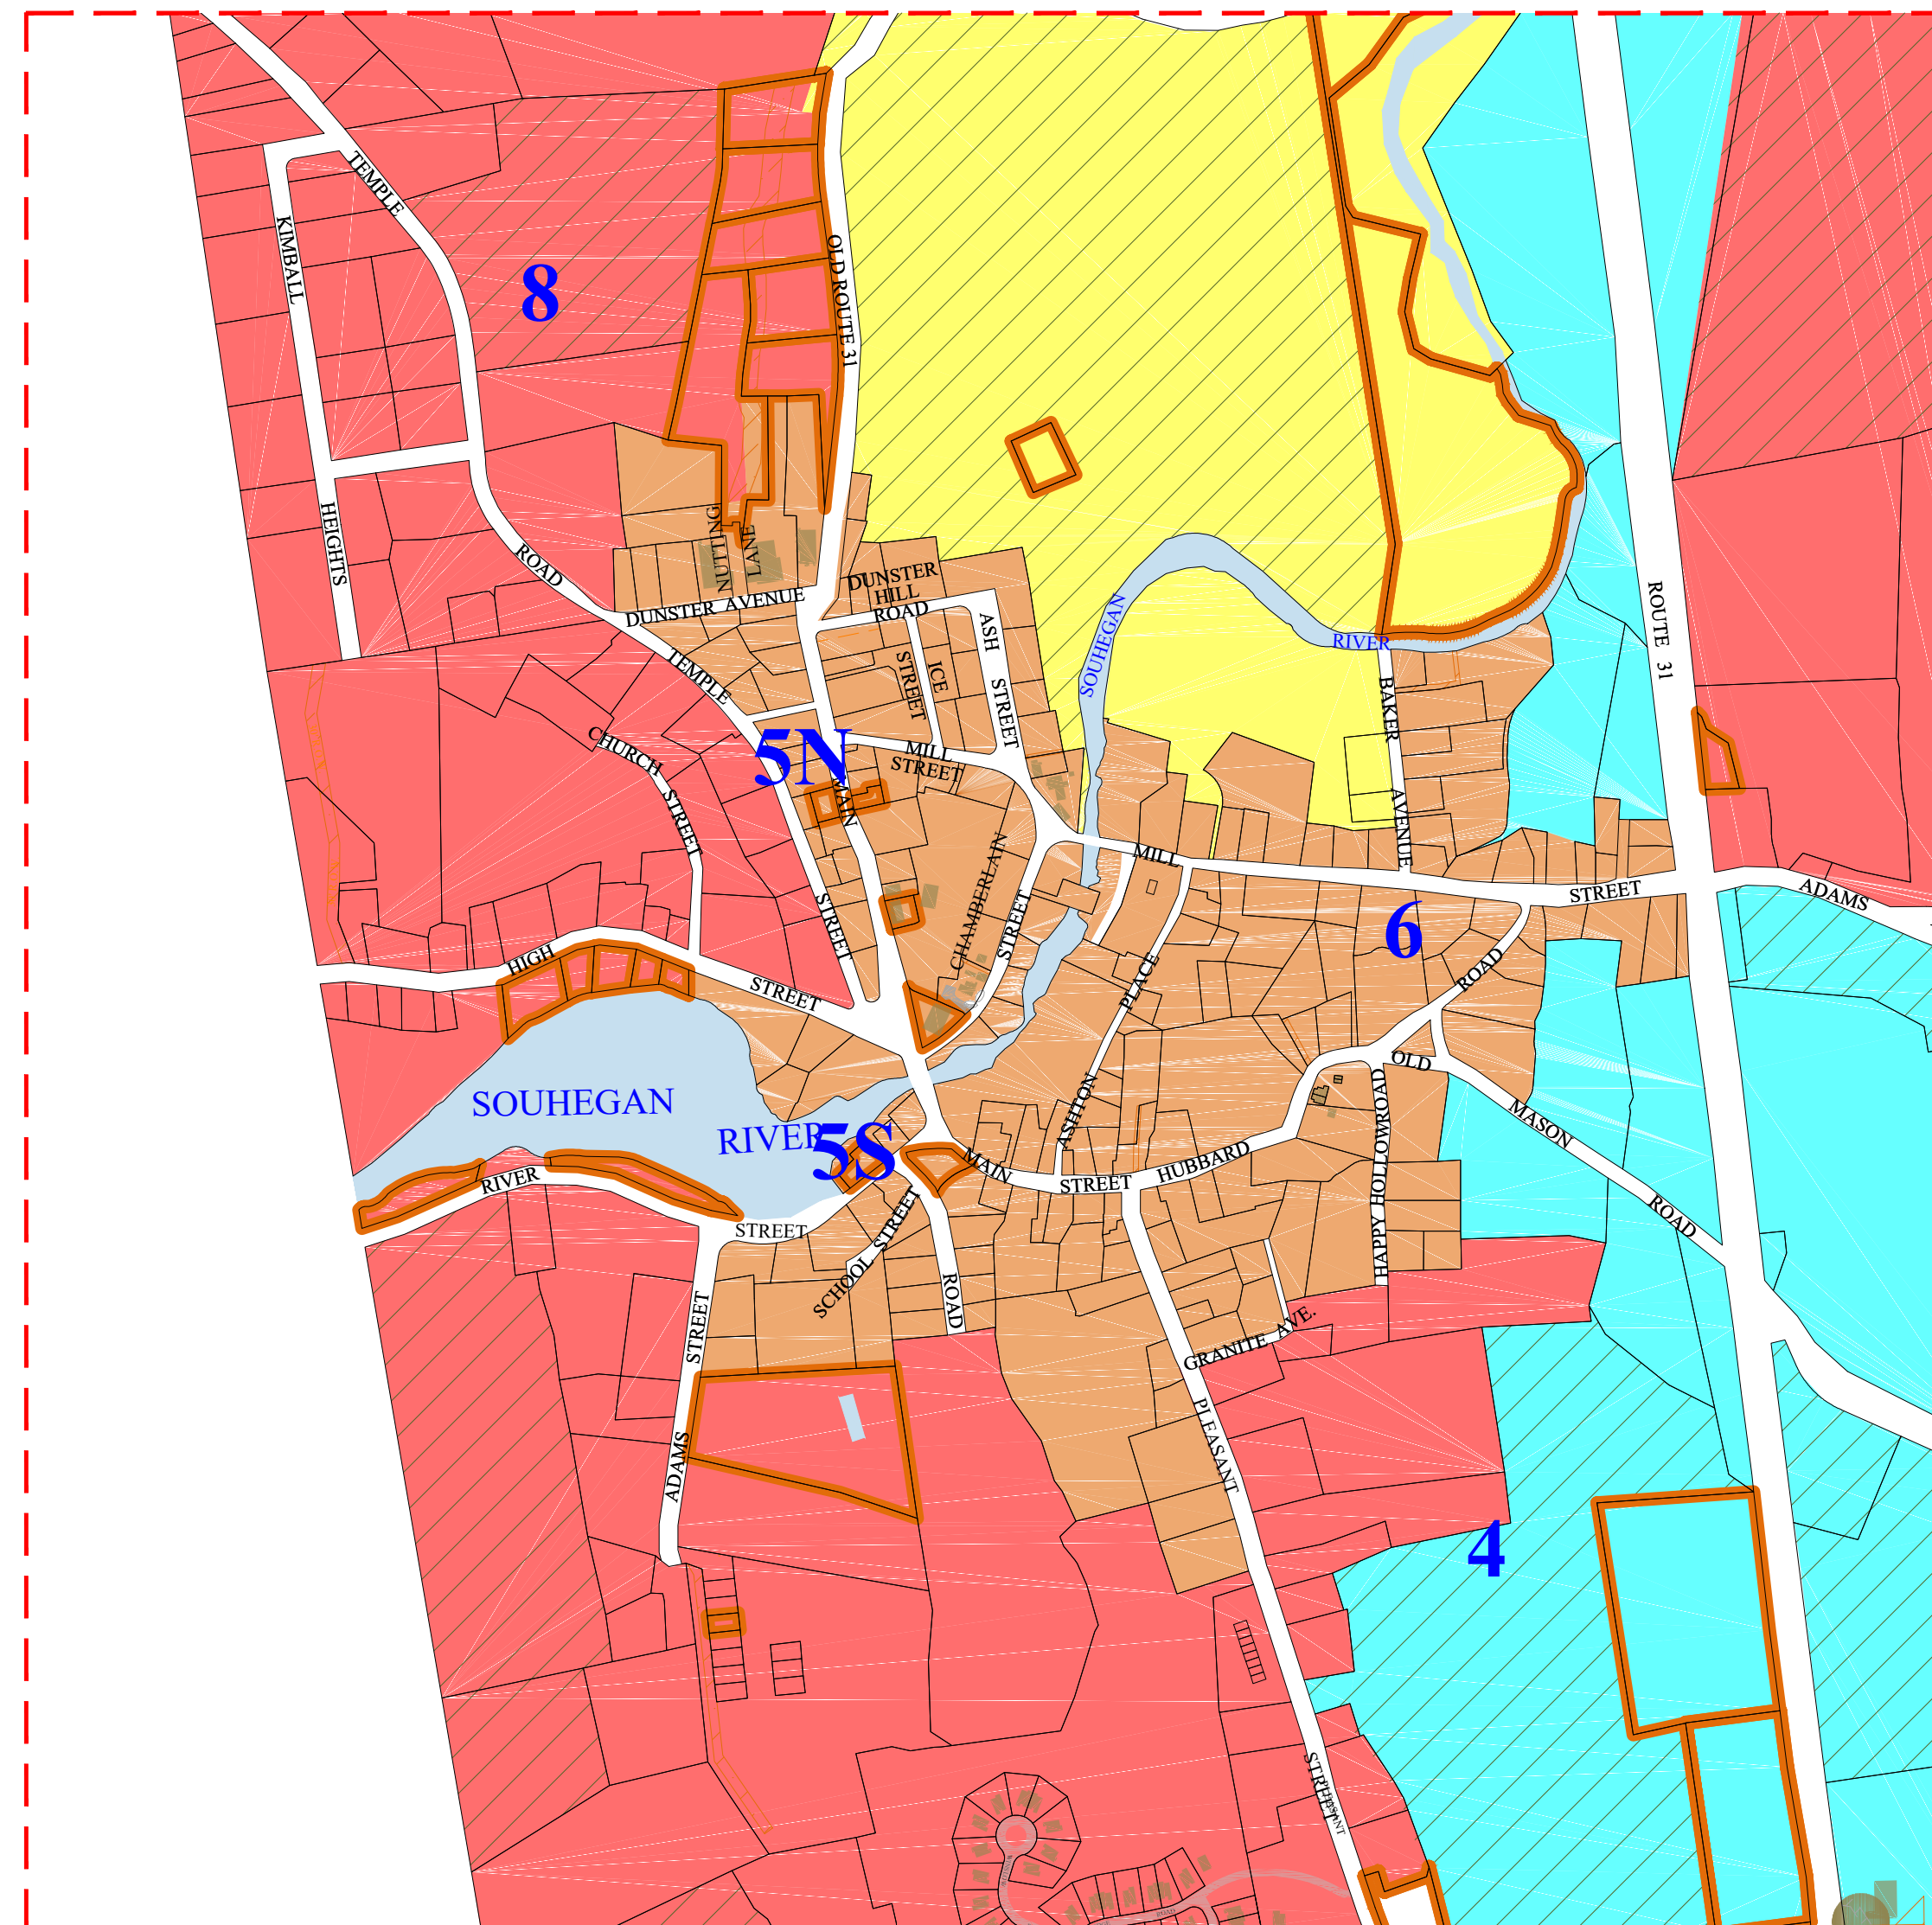 TEMPLE
KIMBALL
8
OLD ROUTE 31
HEIGHTS
NUTTING
LANE
ROAD
DUNSTER AVENUE
DUNSTER
HILL
ROAD
ASH
STREET
ICE
STREET
SOUHEGAN
RIVER
ROUTE 31
TEMPLE
BAKER
AVENUE
CHURCH
STREET
5N
MILL
STREET
MAIN
STREET
CHAMBERLAIN
STREET
MILL
STREET
ADAMS
6
HIGH
STREET
PLACE
ASHTON
ROAD
OLD
MASON
ROAD
SOUHEGAN
RIVER
5S
MAIN
STREET
HUBBARD
HAPPY HOLLOWROAD
RIVER
STREET
SCHOOL STREET
ROAD
STREET
ADAMS
GRANITE AVE.
PLEASANT
4
STREET
ROAD